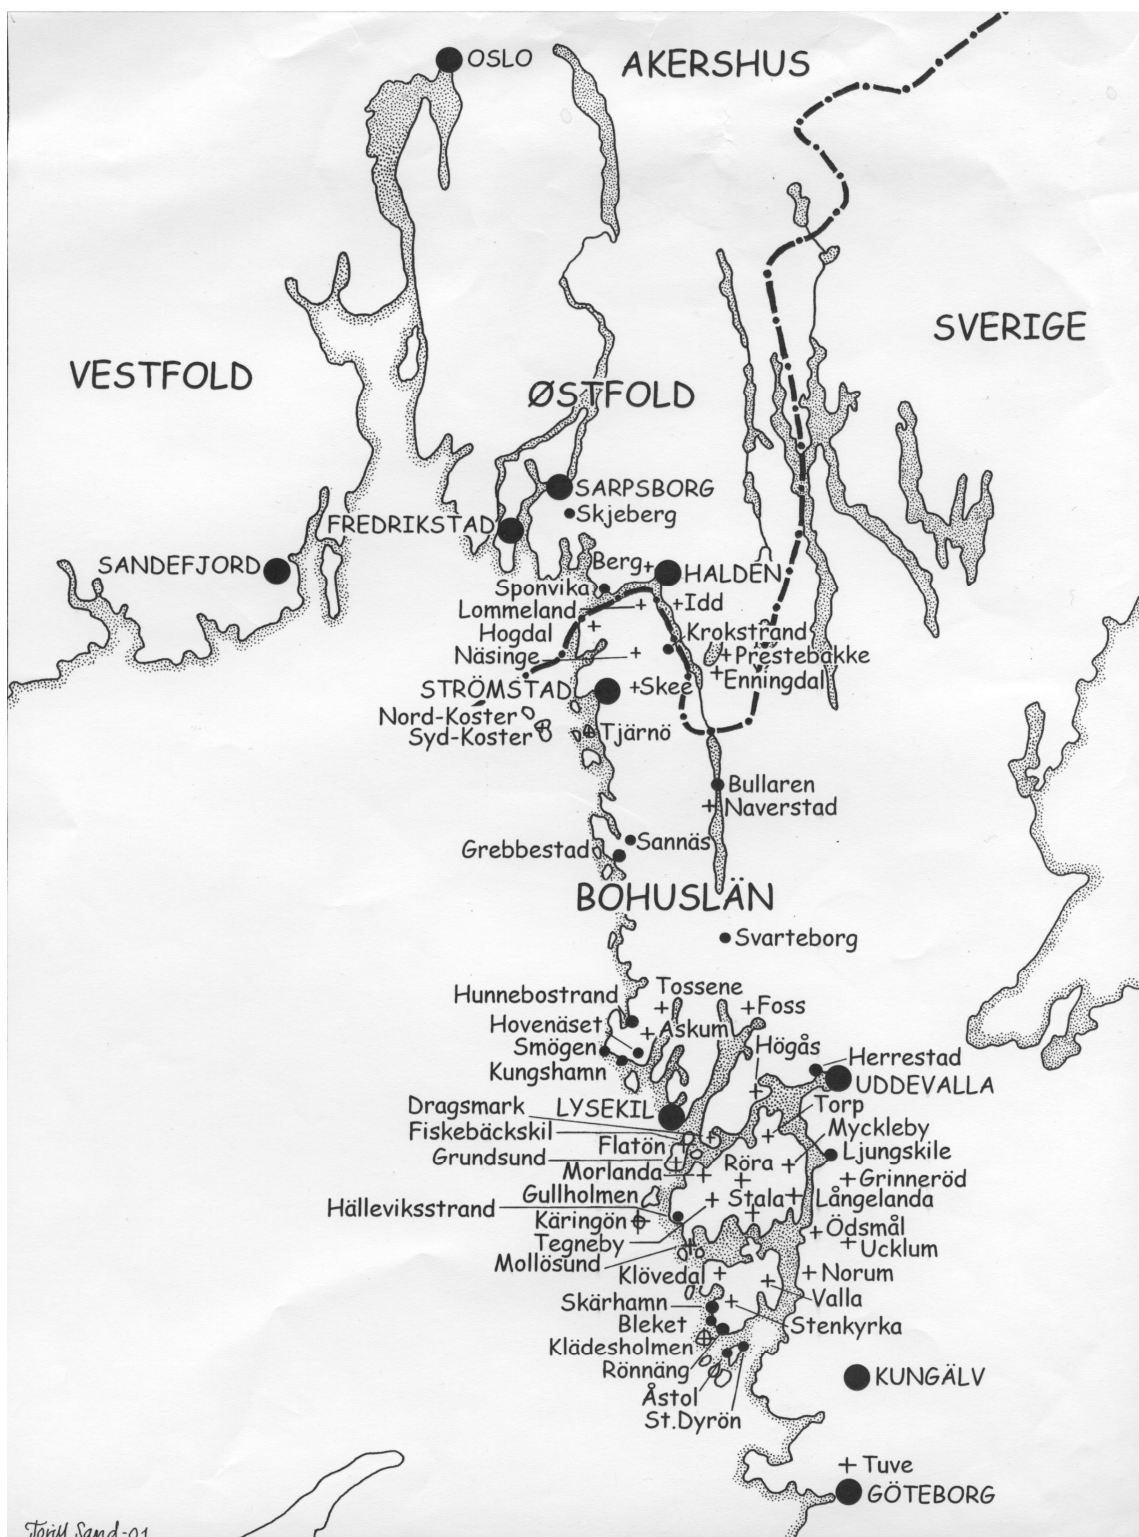 OSLO
AKERSHUS
SVERIGE
VESTFOLD
ØSTFOLD
SARPSBORG
Skjeberg
FREDRIKSTAD
SANDEFJORD
Berg
HALDEN
Sponvika
Idd
Lommeland
Hogdal
Krokstrand
Näsinge
Prestebakke
Enningdal
STRÖMSTAD
Skee
Nord-Koster
Syd-Koster
Tjärnö
Bullaren
Naverstad
Sannäs
Grebbestad
BOHUSLÄN
Svarteborg
Tossene
Hunnebostrand
Foss
Hovenäset
Askum
Smögen
Högås
Herrestad
Kungshamn
UDDEVALLA
Dragsmark
LYSEKIL
Torp
Fiskebäckskil
Myckleby
Flatön
Ljungskile
Grundsund
Röra
Morlanda
Grinneröd
Gullholmen
Stala
Långelanda
Hälleviksstrand
Käringön
Ödsmål
Tegneby
Ucklum
Mollösund
Klövedal
Norum
Valla
Skärhamn
Bleket
Stenkyrka
Klädesholmen
Rönnäng
KUNGÄLV
Åstol
St.Dyrön
Tuve
GÖTEBORG
Torill Sand-01